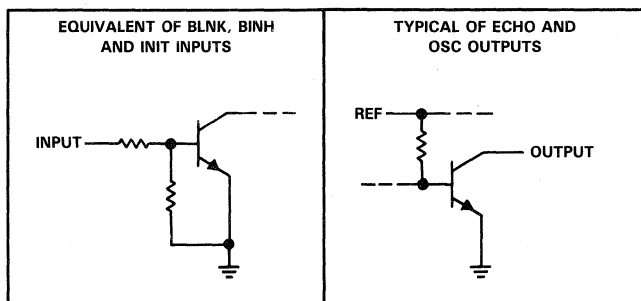 EQUIVALENT OF BLNK, BINH
AND INIT INPUTS
INPUT
TYPICAL OF ECHO AND
OSC OUTPUTS
REF
OUTPUT